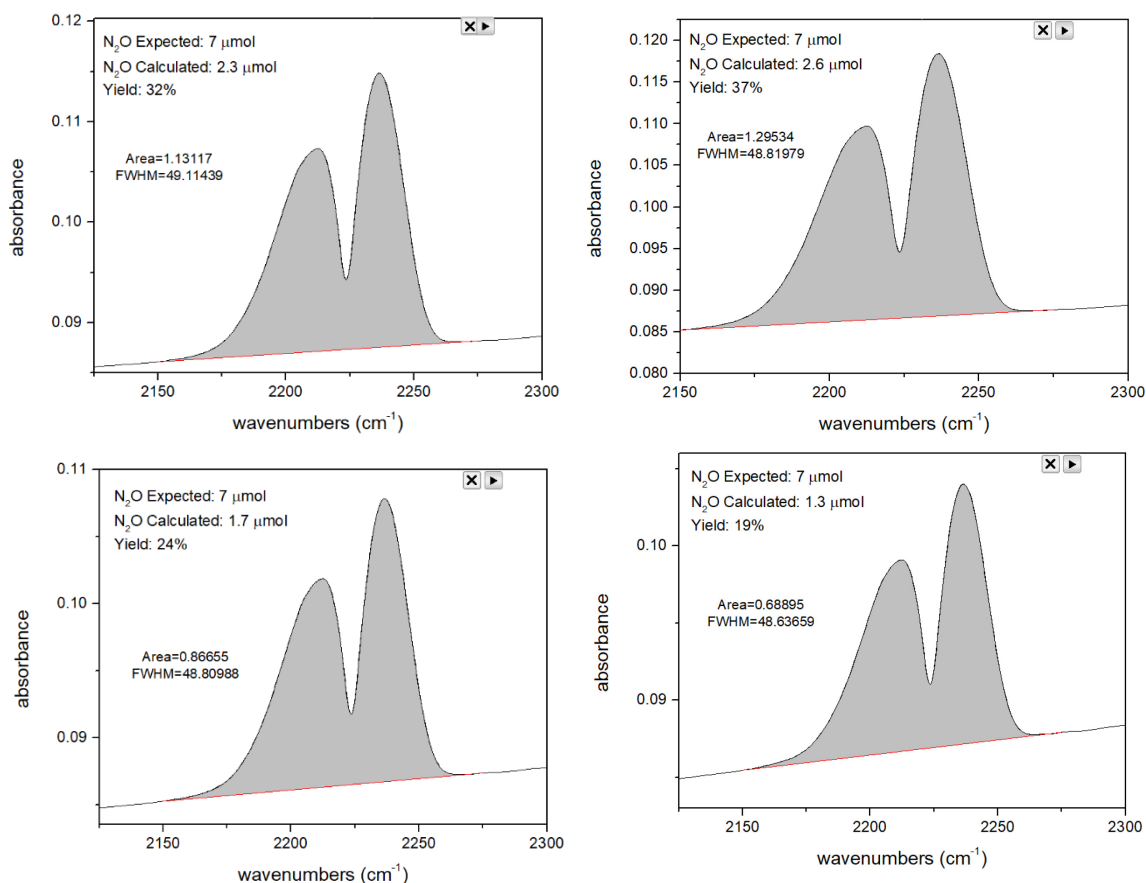 N₂O Expected: 7 μmol
N₂O Calculated: 2.3 μmol
Yield: 32%
Area=1.13117
FWHM=49.11439
0.12
0.11
0.10
0.09
absorbance
2150 2200 2250 2300
wavenumbers (cm⁻¹)
N₂O Expected: 7 μmol
N₂O Calculated: 2.6 μmol
Yield: 37%
Area=1.29534
FWHM=48.81979
0.120
0.115
0.110
0.105
0.100
0.095
0.090
0.085
0.080
absorbance
2150 2200 2250 2300
wavenumbers (cm⁻¹)
N₂O Expected: 7 μmol
N₂O Calculated: 1.7 μmol
Yield: 24%
Area=0.86655
FWHM=48.80988
0.11
0.10
0.09
absorbance
2150 2200 2250 2300
wavenumbers (cm⁻¹)
N₂O Expected: 7 μmol
N₂O Calculated: 1.3 μmol
Yield: 19%
Area=0.68895
FWHM=48.63659
0.10
0.09
absorbance
2150 2200 2250 2300
wavenumbers (cm⁻¹)